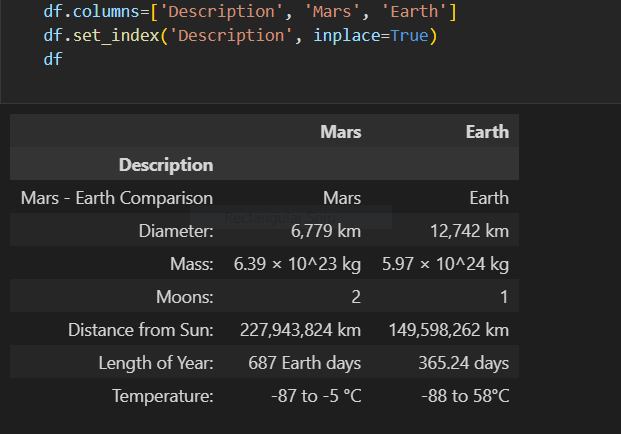 df.columns=['Description', 'Mars', 'Earth']
df.set_index('Description', inplace=True)
df
Mars Earth
Description
Mars - Earth Comparison Mars Earth
Diameter: 6,779 km 12,742 km
Mass: 6.39 × 10^23 kg 5.97 × 10^24 kg
Moons: 2 1
Distance from Sun: 227,943,824 km 149,598,262 km
Length of Year: 687 Earth days 365.24 days
Temperature: -87 to -5 °C -88 to 58°C